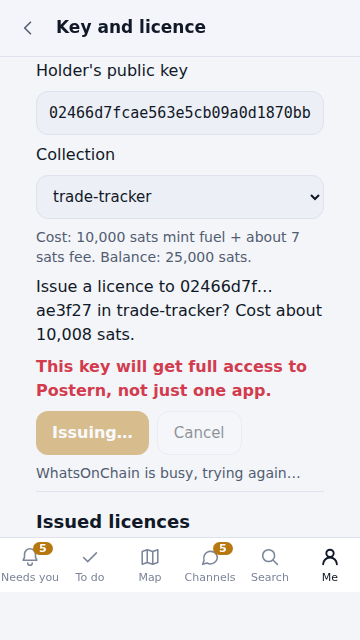 Key and licence
Holder's public key
02466d7fcae563e5cb09a0d1870bb
Collection
trade-tracker
Cost: 10,000 sats mint fuel + about 7
sats fee. Balance: 25,000 sats.
Issue a licence to 02466d7f…
ae3f27 in trade-tracker? Cost about
10,008 sats.
This key will get full access to
Postern, not just one app.
Issuing…
Cancel
WhatsOnChain is busy, trying again…
Issued licences
5
5
Needs you
To do
Map
Channels
Search
Me